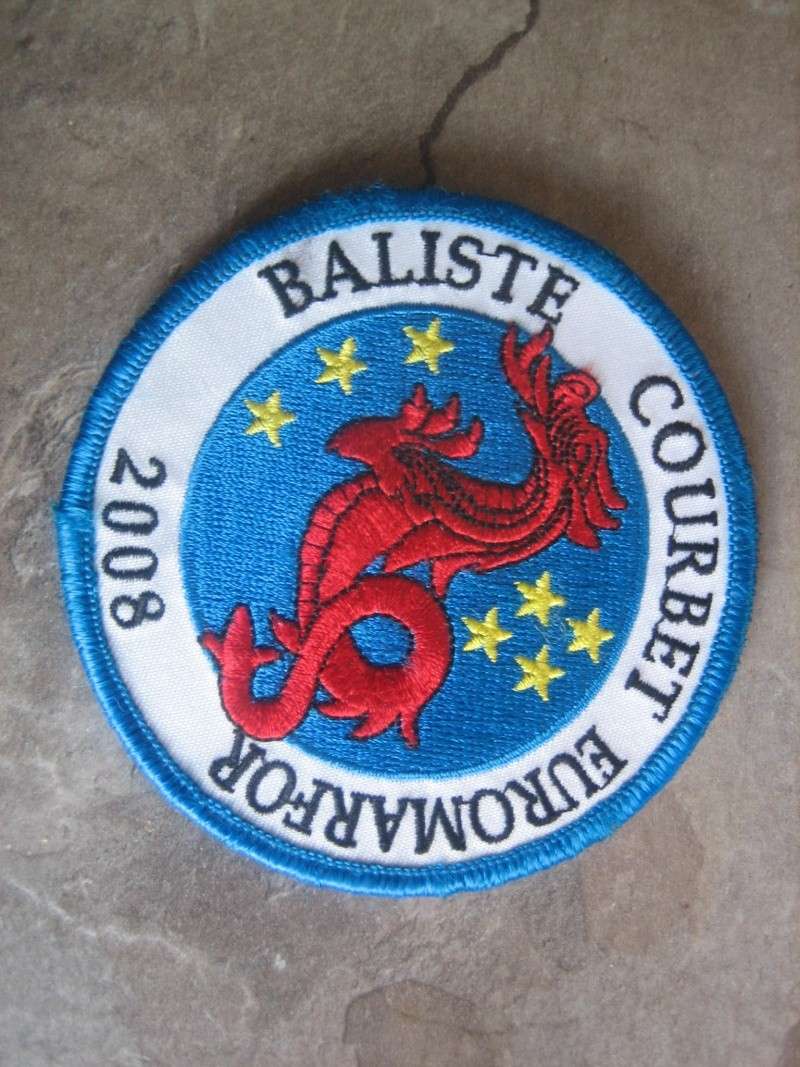 BALISTE
COURBET
EUROMARFOR
2008